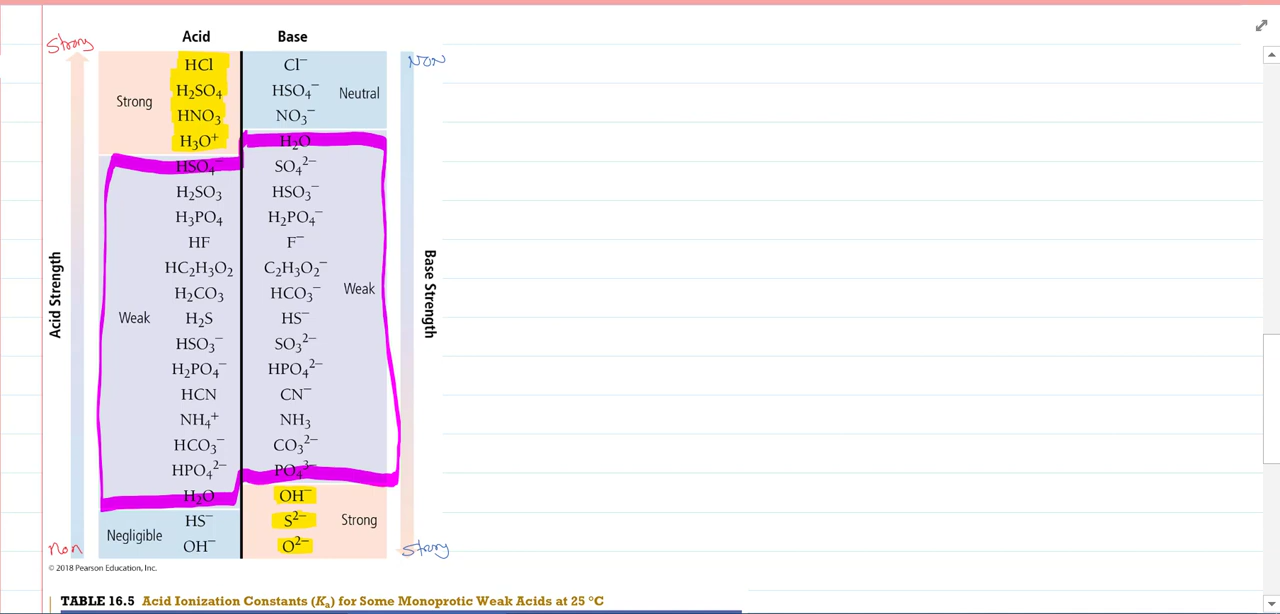 Acid Base
Strong
NON
HCl Cl⁻
H₂SO₄ HSO₄⁻
Strong Neutral
HNO₃ NO₃⁻
H₃O⁺ H₂O
HSO₄⁻ SO₄²⁻
H₂SO₃ HSO₃⁻
H₃PO₄ H₂PO₄⁻
HF F⁻
HC₂H₃O₂ C₂H₃O₂⁻
H₂CO₃ HCO₃⁻
Weak
Acid Strength
Base Strength
Weak H₂S HS⁻
HSO₃⁻ SO₃²⁻
H₂PO₄⁻ HPO₄²⁻
HCN CN⁻
NH₄⁺ NH₃
HCO₃⁻ CO₃²⁻
HPO₄²⁻ PO₄³⁻
H₂O OH⁻
HS⁻ S²⁻ Strong
Negligible
OH⁻ O²⁻
Non
Strong
© 2018 Pearson Education, Inc.
TABLE 16.5 Acid Ionization Constants (Kₐ) for Some Monoprotic Weak Acids at 25 °C